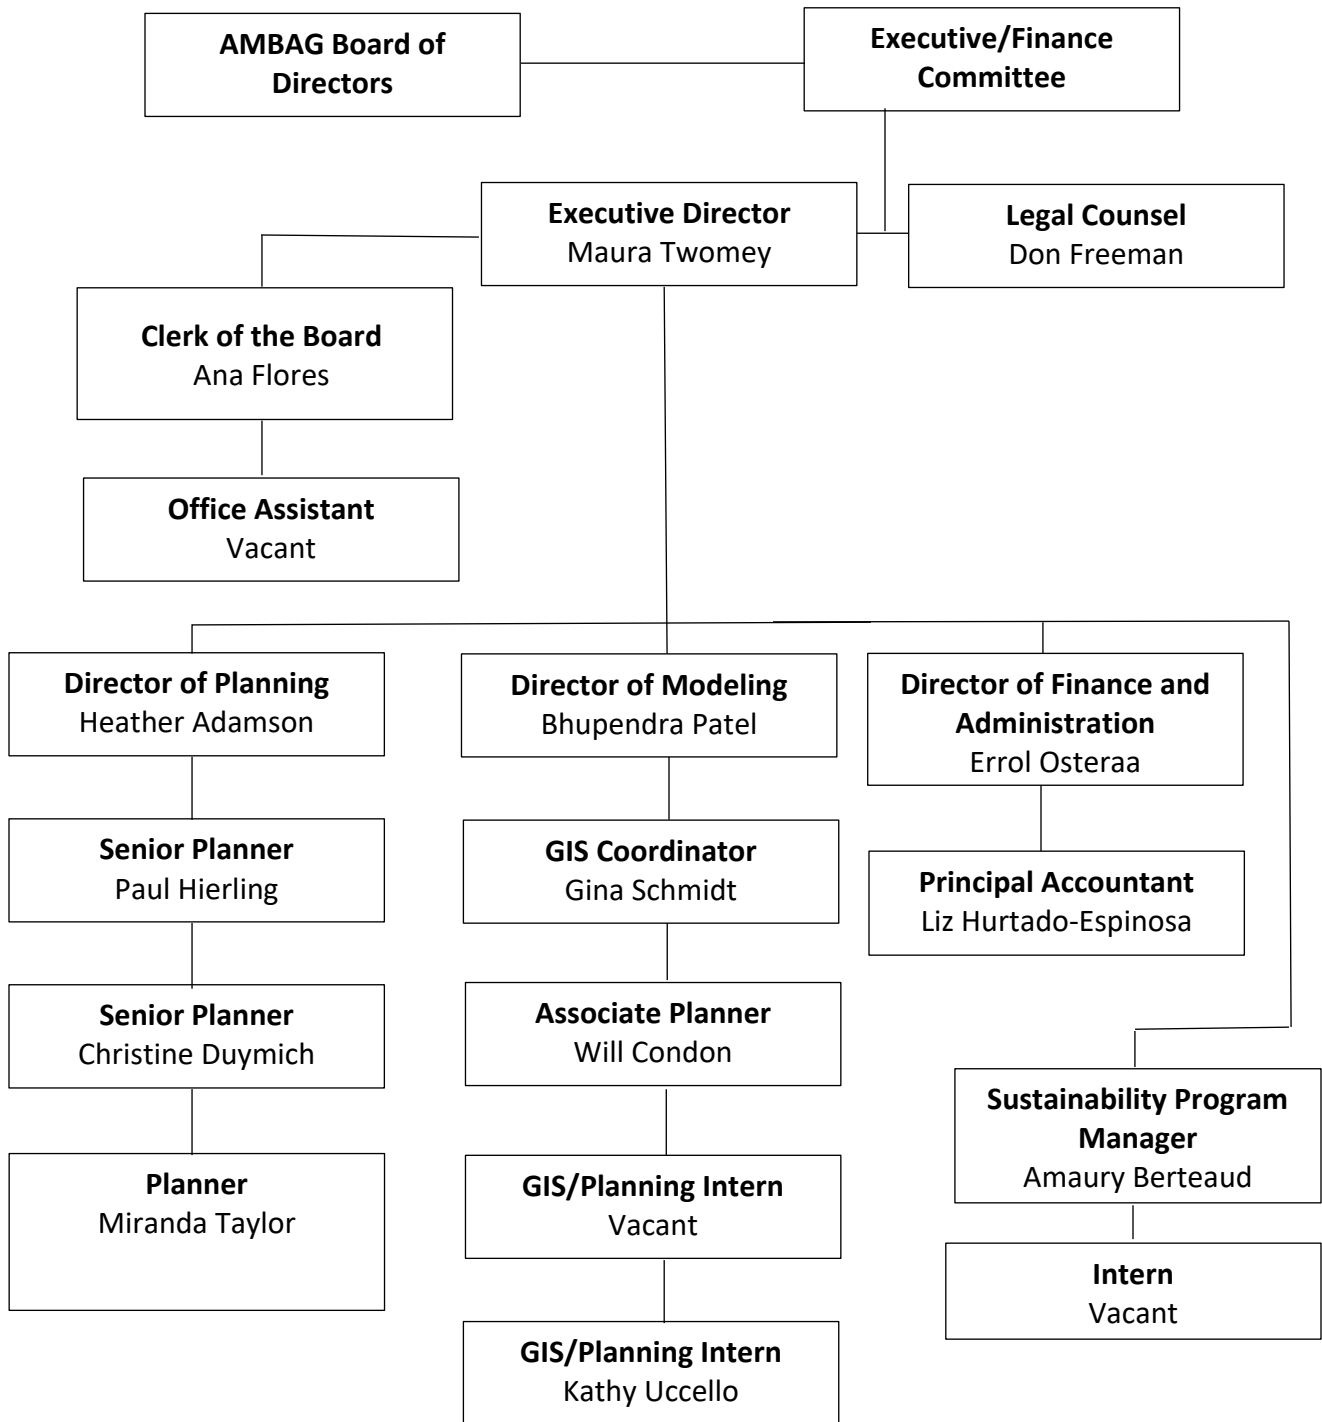 AMBAG Board of
Directors
Executive/Finance
Committee
Executive Director
Maura Twomey
Legal Counsel
Don Freeman
Clerk of the Board
Ana Flores
Office Assistant
Vacant
Director of Planning
Heather Adamson
Director of Modeling
Bhupendra Patel
Director of Finance and
Administration
Errol Osteraa
Senior Planner
Paul Hierling
GIS Coordinator
Gina Schmidt
Principal Accountant
Liz Hurtado-Espinosa
Senior Planner
Christine Duymich
Associate Planner
Will Condon
Sustainability Program
Manager
Amaury Berteaud
Planner
Miranda Taylor
GIS/Planning Intern
Vacant
Intern
Vacant
GIS/Planning Intern
Kathy Uccello